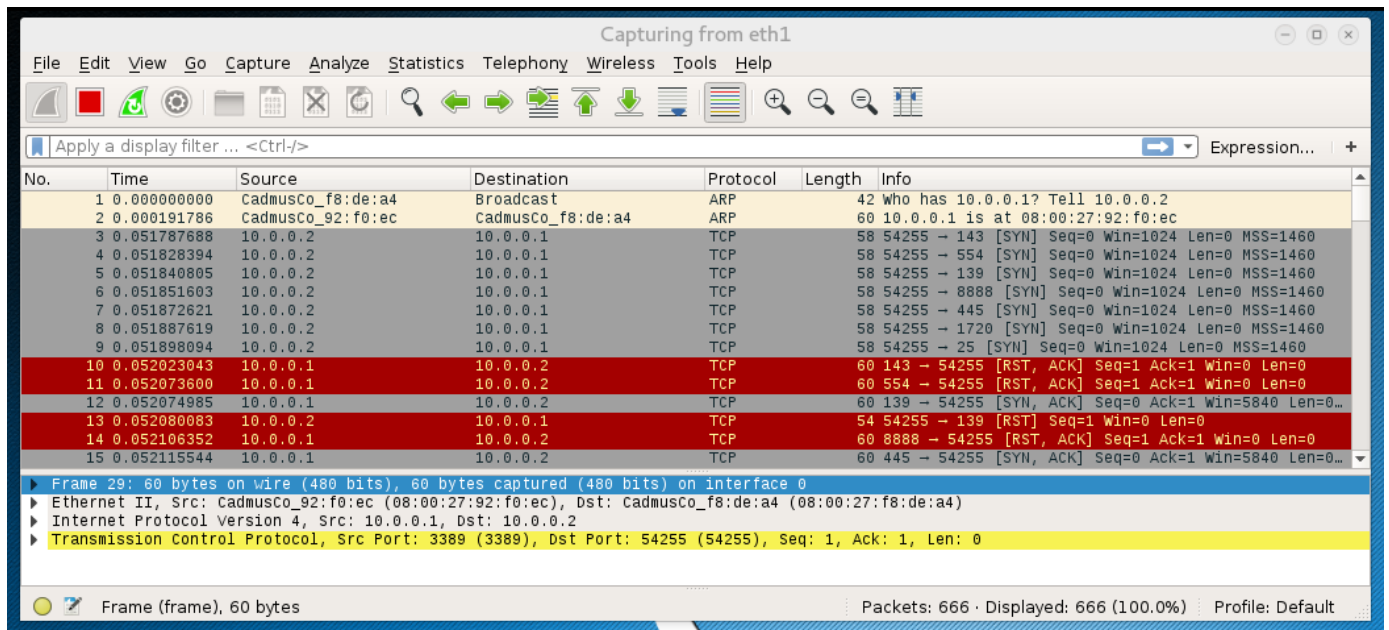 Capturing from eth1
File Edit View Go Capture Analyze Statistics Telephony Wireless Tools Help
Apply a display filter ... <Ctrl-/> Expression... +
No. Time Source Destination Protocol Length Info
1 0.000000000 CadmusCo_f8:de:a4 Broadcast ARP 42 Who has 10.0.0.1? Tell 10.0.0.2
2 0.000191786 CadmusCo_92:f0:ec CadmusCo_f8:de:a4 ARP 60 10.0.0.1 is at 08:00:27:92:f0:ec
3 0.051787688 10.0.0.2 10.0.0.1 TCP 58 54255 → 143 [SYN] Seq=0 Win=1024 Len=0 MSS=1460
4 0.051828394 10.0.0.2 10.0.0.1 TCP 58 54255 → 554 [SYN] Seq=0 Win=1024 Len=0 MSS=1460
5 0.051840805 10.0.0.2 10.0.0.1 TCP 58 54255 → 139 [SYN] Seq=0 Win=1024 Len=0 MSS=1460
6 0.051851603 10.0.0.2 10.0.0.1 TCP 58 54255 → 8888 [SYN] Seq=0 Win=1024 Len=0 MSS=1460
7 0.051872621 10.0.0.2 10.0.0.1 TCP 58 54255 → 445 [SYN] Seq=0 Win=1024 Len=0 MSS=1460
8 0.051887619 10.0.0.2 10.0.0.1 TCP 58 54255 → 1720 [SYN] Seq=0 Win=1024 Len=0 MSS=1460
9 0.051898094 10.0.0.2 10.0.0.1 TCP 58 54255 → 25 [SYN] Seq=0 Win=1024 Len=0 MSS=1460
10 0.052023043 10.0.0.1 10.0.0.2 TCP 60 143 → 54255 [RST, ACK] Seq=1 Ack=1 Win=0 Len=0
11 0.052073600 10.0.0.1 10.0.0.2 TCP 60 554 → 54255 [RST, ACK] Seq=1 Ack=1 Win=0 Len=0
12 0.052074985 10.0.0.1 10.0.0.2 TCP 60 139 → 54255 [SYN, ACK] Seq=0 Ack=1 Win=5840 Len=0…
13 0.052080083 10.0.0.2 10.0.0.1 TCP 54 54255 → 139 [RST] Seq=1 Win=0 Len=0
14 0.052106352 10.0.0.1 10.0.0.2 TCP 60 8888 → 54255 [RST, ACK] Seq=1 Ack=1 Win=0 Len=0
15 0.052115544 10.0.0.1 10.0.0.2 TCP 60 445 → 54255 [SYN, ACK] Seq=0 Ack=1 Win=5840 Len=0…
Frame 29: 60 bytes on wire (480 bits), 60 bytes captured (480 bits) on interface 0
Ethernet II, Src: CadmusCo_92:f0:ec (08:00:27:92:f0:ec), Dst: CadmusCo_f8:de:a4 (08:00:27:f8:de:a4)
Internet Protocol Version 4, Src: 10.0.0.1, Dst: 10.0.0.2
Transmission Control Protocol, Src Port: 3389 (3389), Dst Port: 54255 (54255), Seq: 1, Ack: 1, Len: 0
Frame (frame), 60 bytes Packets: 666 · Displayed: 666 (100.0%) Profile: Default